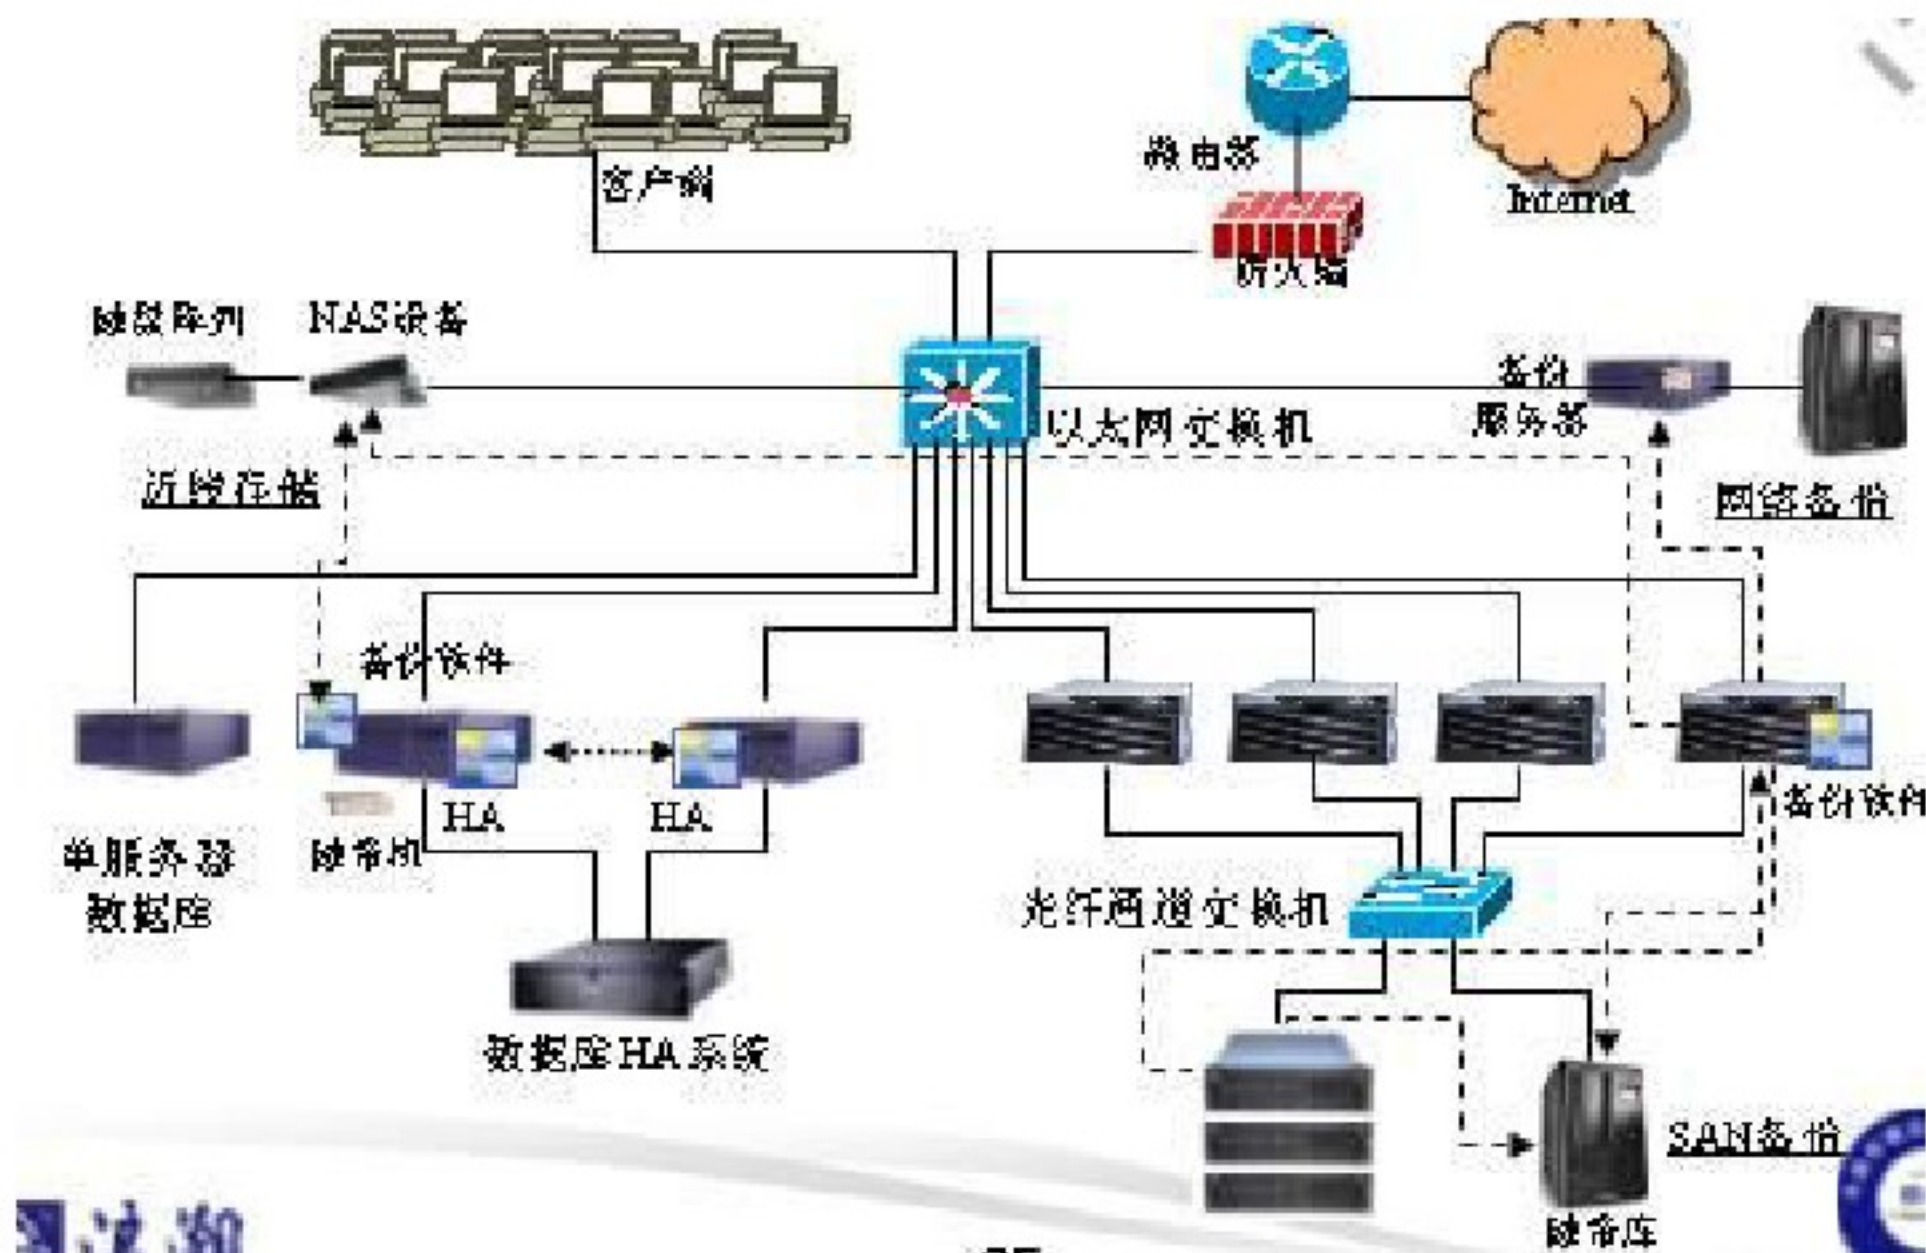 客户端
路由器
Internet
防火墙
磁盘阵列
NAS设备
备份
服务器
以太网交换机
近线存储
网络备份
备份软件
HA
HA
备份软件
单服务器
数据库
磁带机
光纤通道交换机
数据库HA系统
SAN备份
磁带库
浪潮